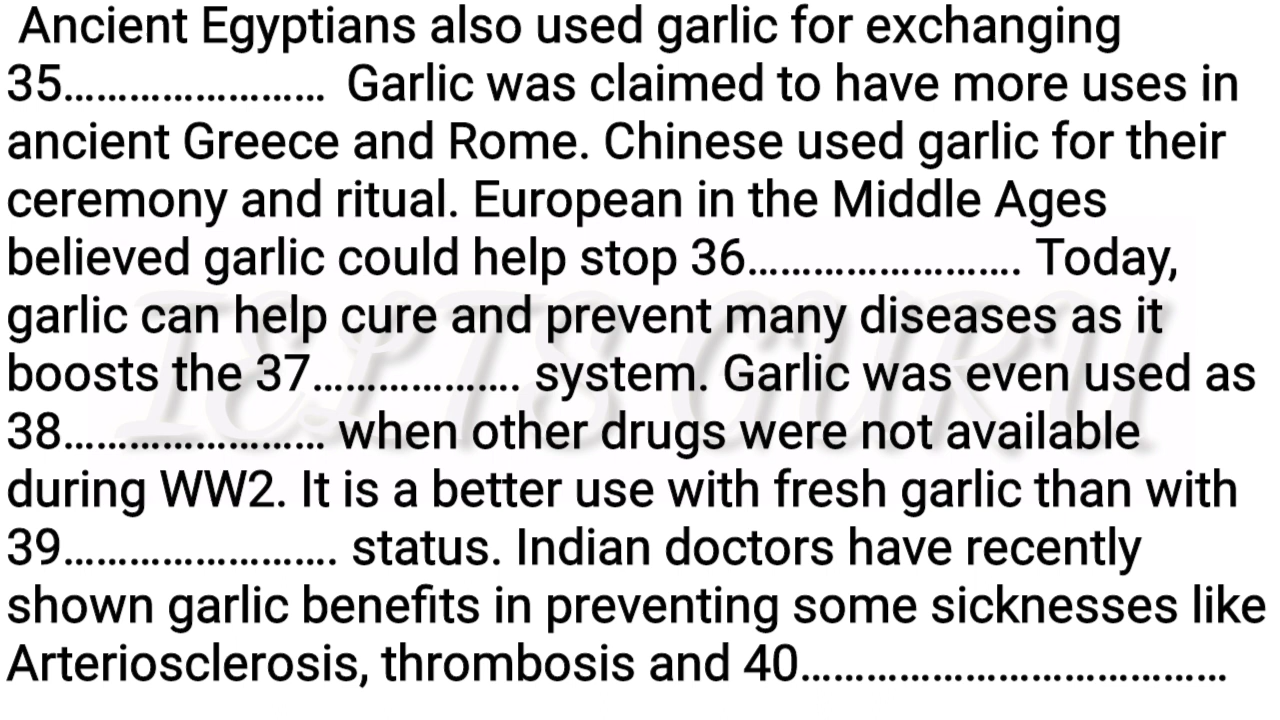 Ancient Egyptians also used garlic for exchanging
35........................ Garlic was claimed to have more uses in
ancient Greece and Rome. Chinese used garlic for their
ceremony and ritual. European in the Middle Ages
believed garlic could help stop 36......................... Today,
garlic can help cure and prevent many diseases as it
boosts the 37................... system. Garlic was even used as
38........................ when other drugs were not available
during WW2. It is a better use with fresh garlic than with
39......................... status. Indian doctors have recently
shown garlic benefits in preventing some sicknesses like
Arteriosclerosis, thrombosis and 40.......................................
IELTS GURU